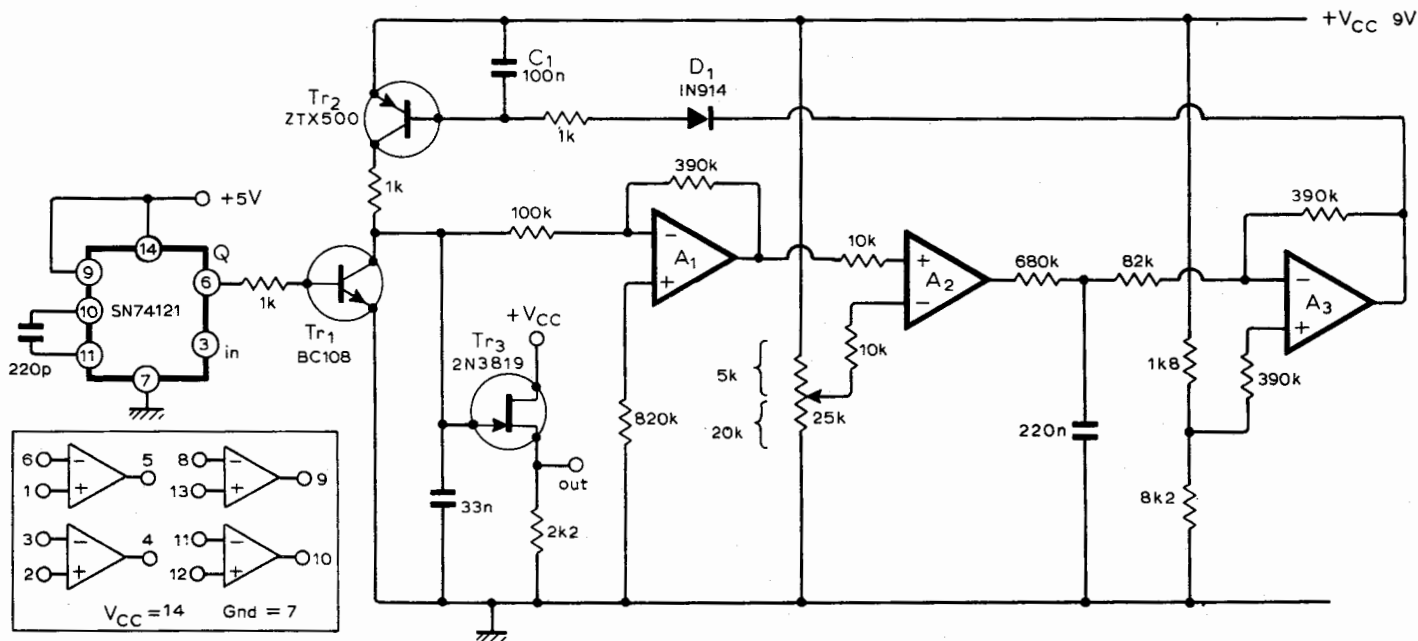 +VCC 9V
C1
100n
D1
IN914
Tr2
ZTX500
1k
390k
1k
390k
+5V
100k
Q
14
9
6
A1
10k
A2
680k
82k
A3
SN74121
1k
10
3
in
11
220p
7
Tr1
BC108
+VCC
Tr3
2N3819
10k
5k
25k
20k
1k8
390k
820k
220n
out
33n
2k2
8k2
6
5
8
9
1
13
3
4
11
10
2
12
VCC = 14 Gnd = 7